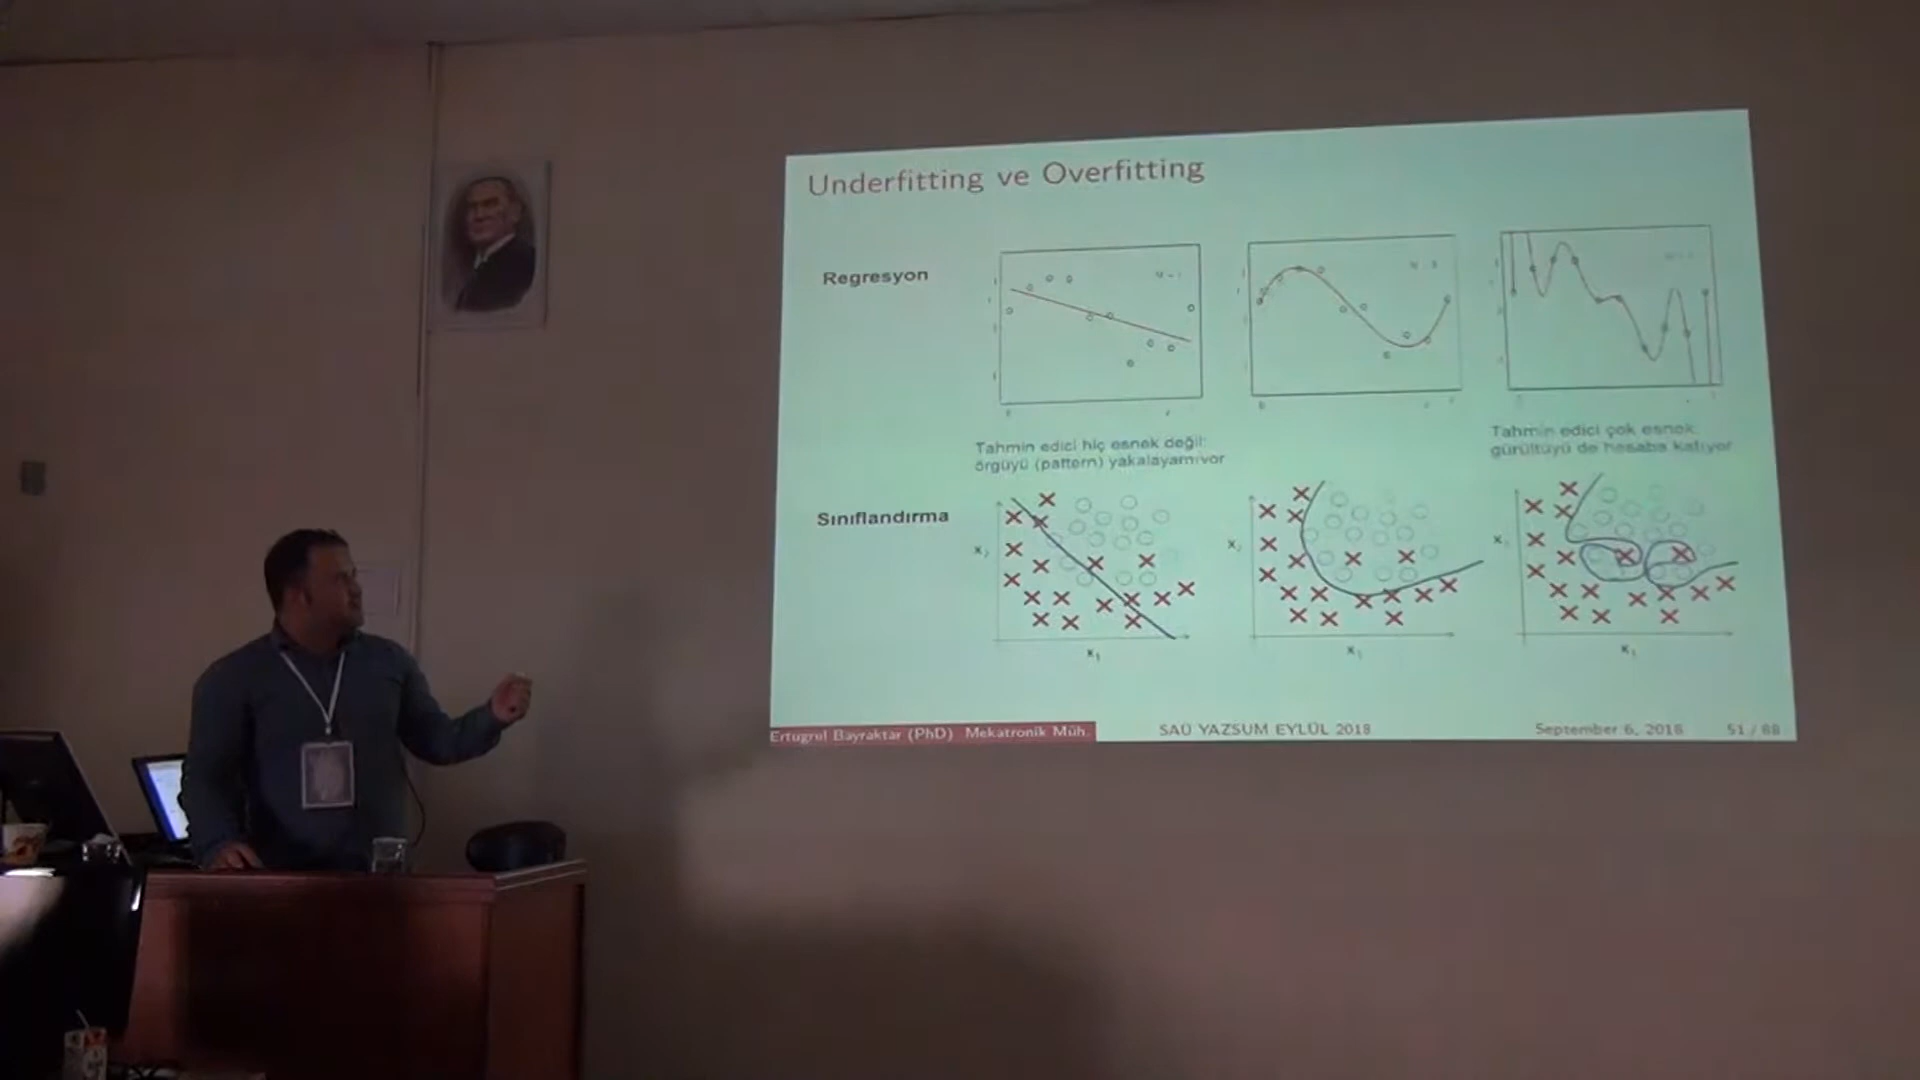 Underfitting ve Overfitting
Regresyon
Tahmin edici hiç esnek değil:
örgüyü (pattern) yakalayamıyor
Tahmin edici çok esnek:
gürültüyü de hesaba katıyor
Sınıflandırma
x₂
x₁
x₂
x₁
x₁
Ertugrul Bayraktar (PhD) Mekatronik Müh.
SAÜ YAZSUM EYLÜL 2018
September 6, 2018
51 / 88